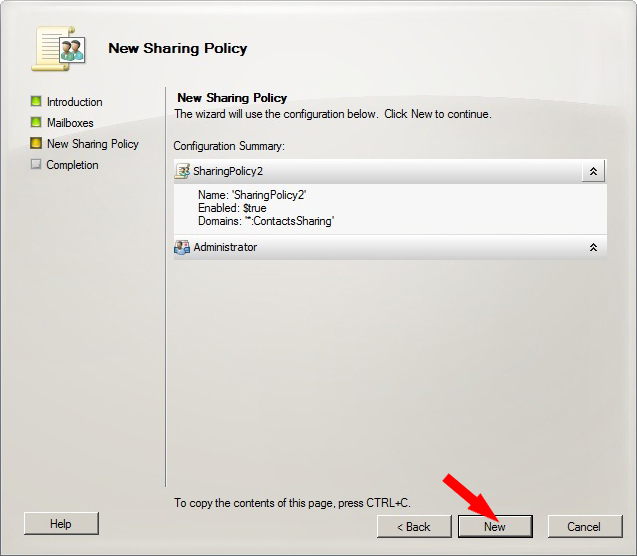 New Sharing Policy
Introduction
Mailboxes
New Sharing Policy
Completion
New Sharing Policy
The wizard will use the configuration below. Click New to continue.
Configuration Summary:
SharingPolicy2
Name: 'SharingPolicy2'
Enabled: $true
Domains: '*:ContactsSharing'
Administrator
To copy the contents of this page, press CTRL+C.
Help
< Back
New
Cancel